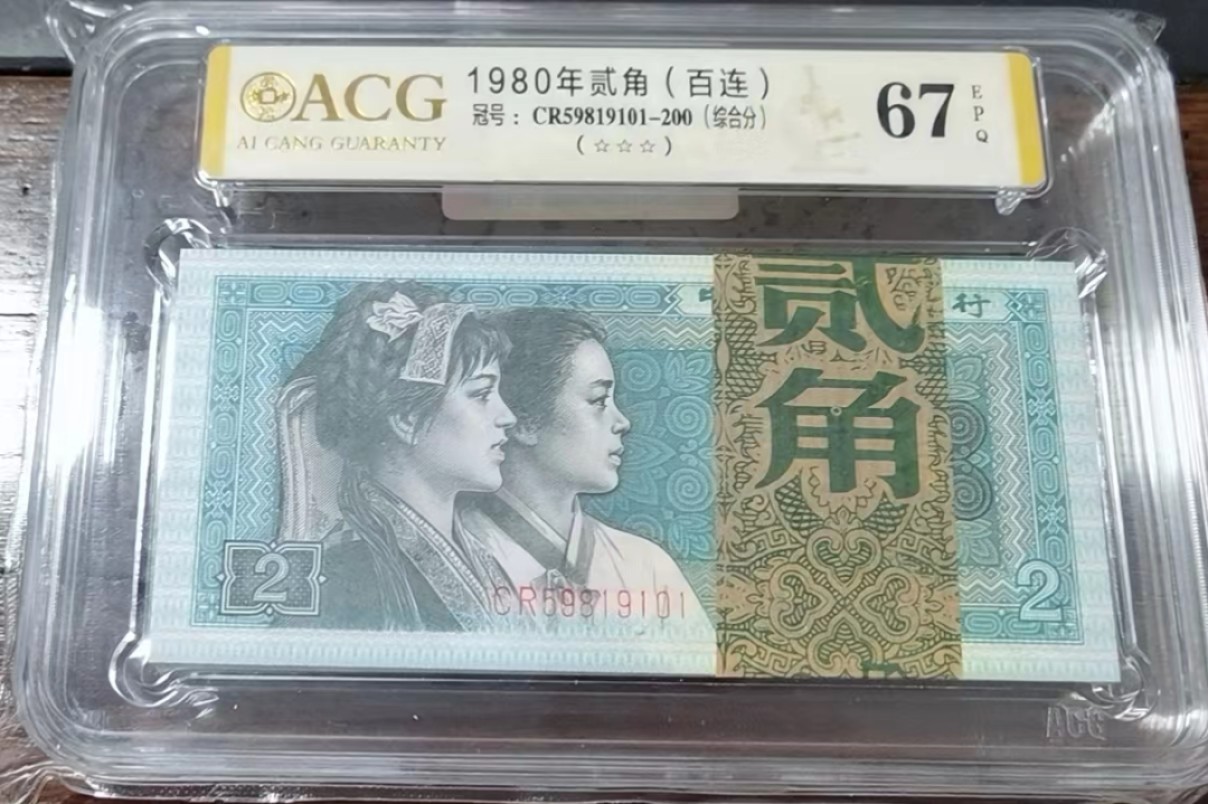 ACG
AI CANG GUARANTY
1980年贰角（百连）
冠号：CR59819101-200（综合分）
（☆☆☆）
67
EPQ
行
贰
角
2
CR59819101
2
ACG